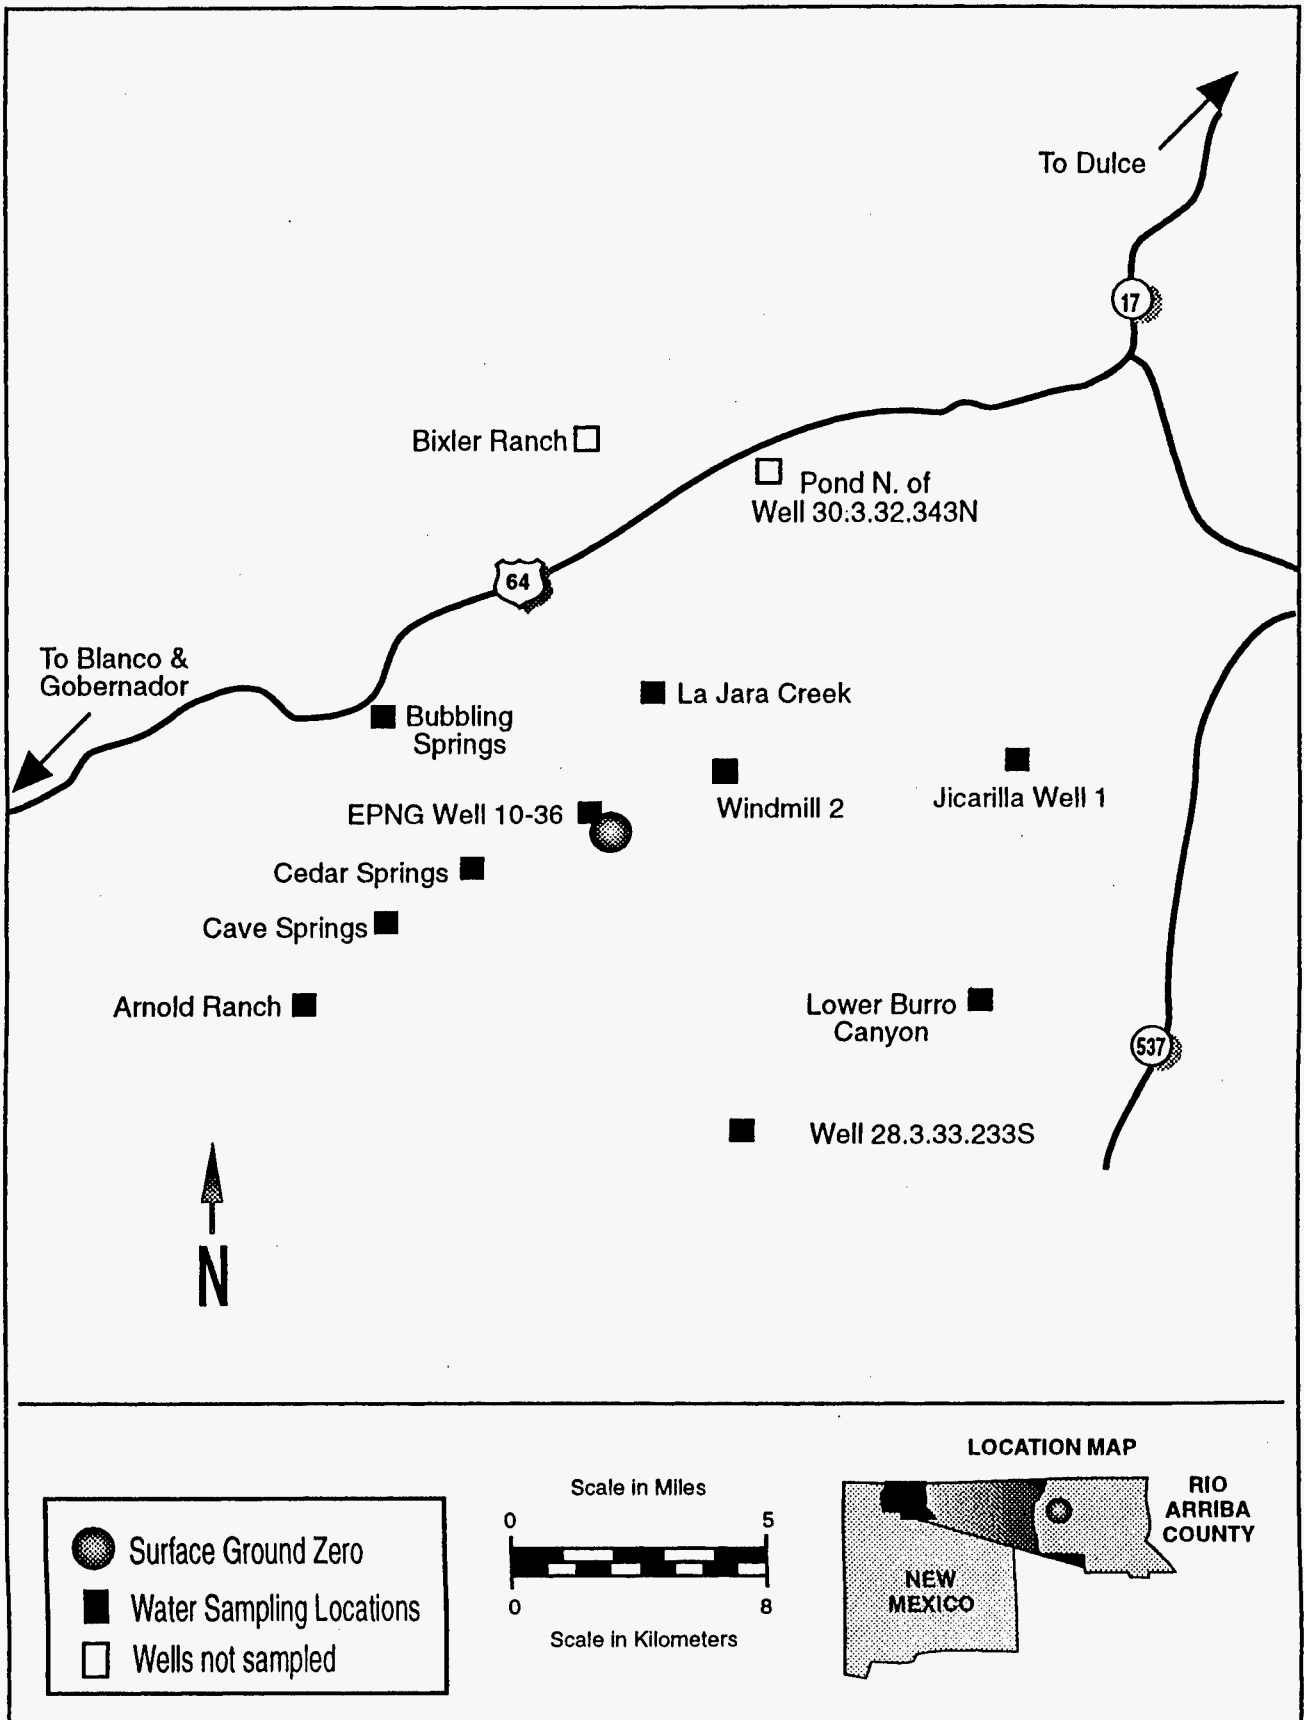 To Dulce
17
Bixler Ranch
Pond N. of
Well 30.3.32.343N
64
To Blanco &
Gobernador
La Jara Creek
Bubbling
Springs
Jicarilla Well 1
Windmill 2
EPNG Well 10-36
Cedar Springs
Cave Springs
Arnold Ranch
Lower Burro
Canyon
537
Well 28.3.33.233S
N
LOCATION MAP
Scale in Miles
0 5
0 8
Scale in Kilometers
RIO
ARRIBA
COUNTY
NEW
MEXICO
Surface Ground Zero
Water Sampling Locations
Wells not sampled